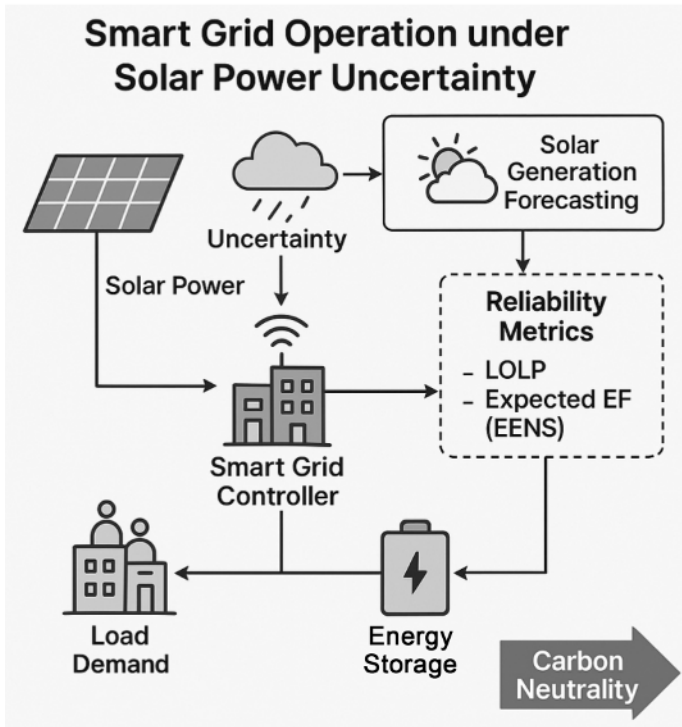 Smart Grid Operation under
Solar Power Uncertainty
Solar
Generation
Forecasting
Uncertainty
Solar Power
Reliability
Metrics
- LOLP
- Expected EF
(EENS)
Smart Grid
Controller
Load
Demand
Energy
Storage
Carbon
Neutrality